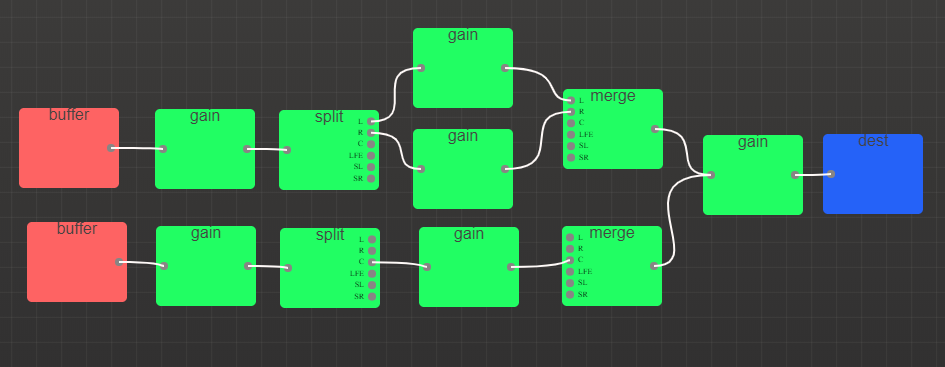 gain
buffer
gain
split
L
R
C
LFE
SL
SR
gain
merge
L
R
C
LFE
SL
SR
gain
dest
buffer
gain
split
L
R
C
LFE
SL
SR
gain
merge
L
R
C
LFE
SL
SR